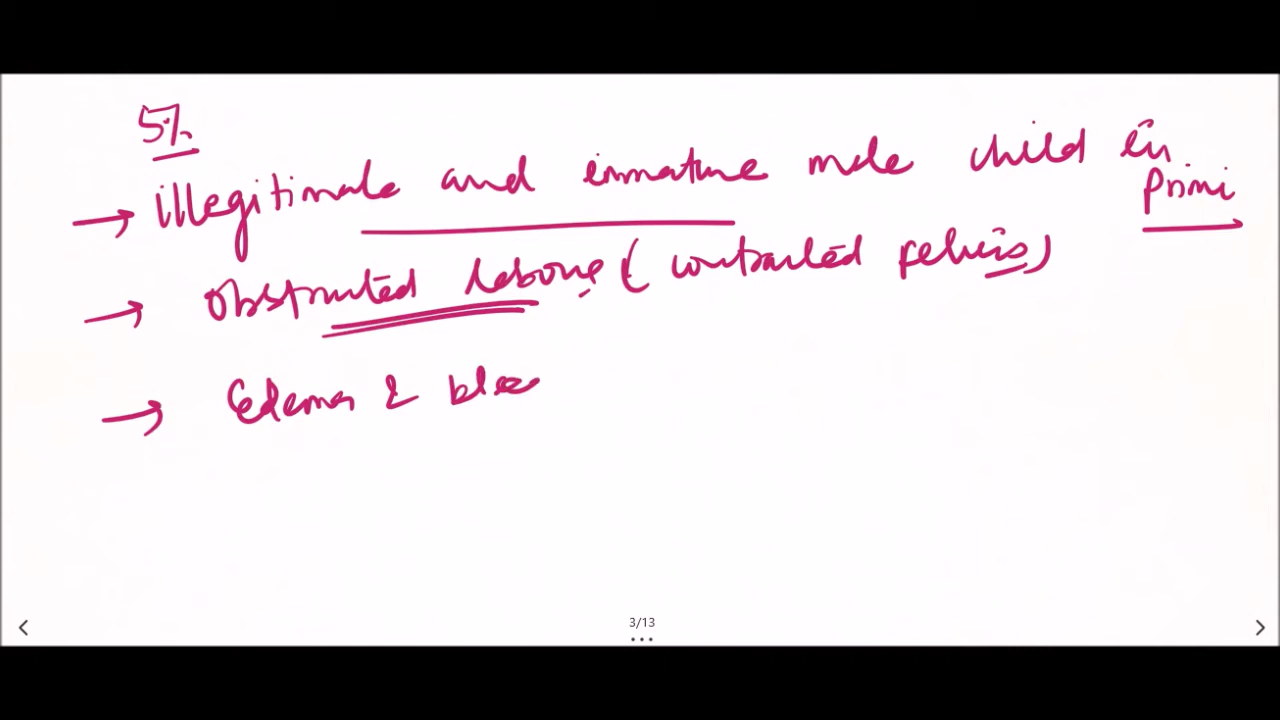 5%
→ illegitimate and immature male child in
Primi
→ Obstructed labour (contracted pelvis)
→ Edema & blee
3/13